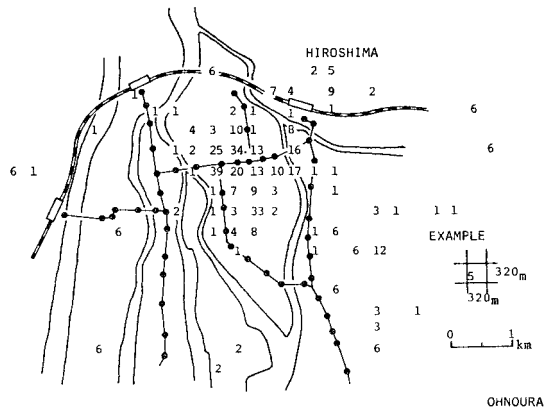 HIROSHIMA
2 5
6
7 4 9 2
1
1 1 2 1 1 1 6
1 4 3 10 1 8
1 2 25 34 13 16 6
6 1 1 39 20 13 10 17 1 1
1 7 9 3 1
2 1 3 33 2 3 1 1 1
6 1 4 8 1 6
EXAMPLE
1 1 6 12
5 320m
320m
6
3 1
3
0 1
km
6 2 6
2
OHNOURA